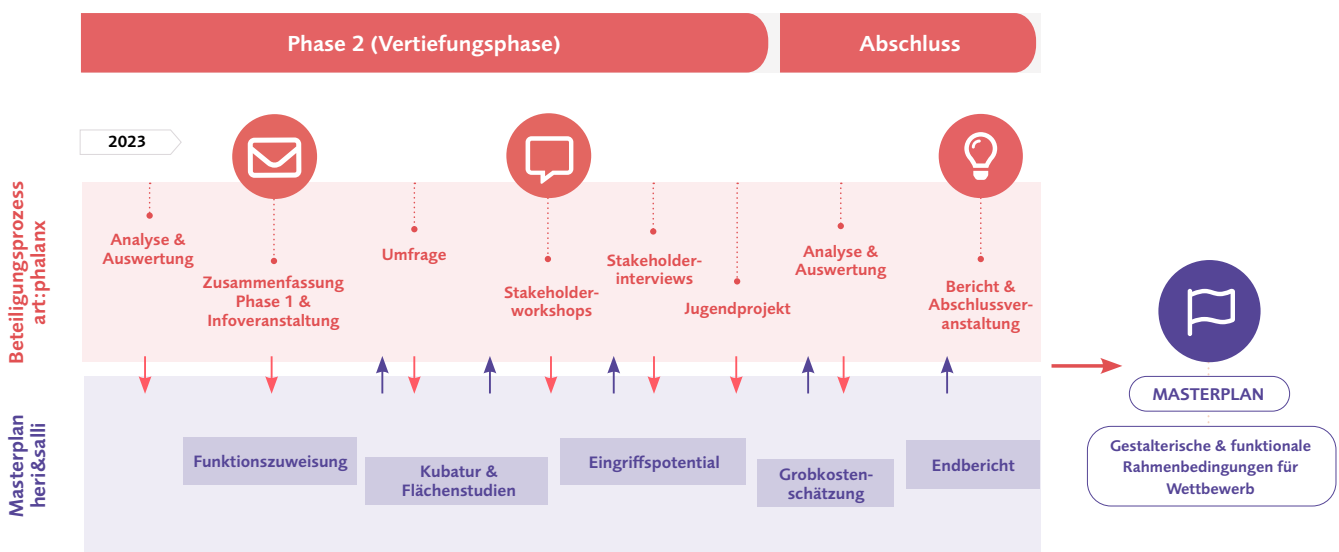 Phase 2 (Vertiefungsphase)
Abschluss
2023
Beteiligungsprozess
art:phalanx
Analyse &
Auswertung
Zusammenfassung
Phase 1 &
Infoveranstaltung
Umfrage
Stakeholder-
workshops
Stakeholder-
interviews
Jugendprojekt
Analyse &
Auswertung
Bericht &
Abschlussver-
anstaltung
Masterplan
heri&salli
Funktionszuweisung
Kubatur &
Flächenstudien
Eingriffspotential
Grobkosten-
schätzung
Endbericht
MASTERPLAN
Gestalterische & funktionale
Rahmenbedingungen für
Wettbewerb